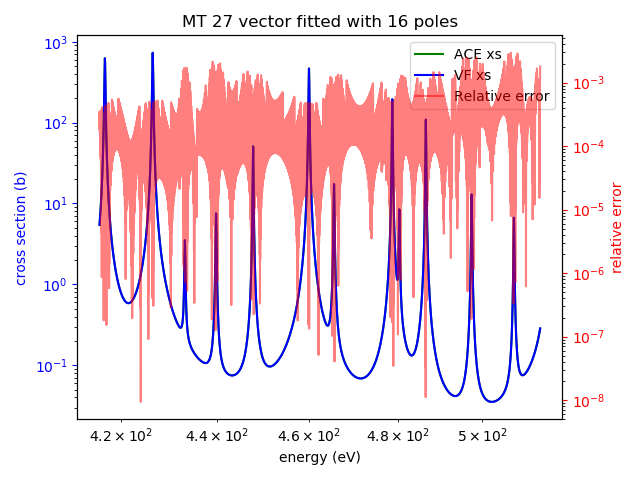 MT 27 vector fitted with 16 poles
ACE xs
VF xs
Relative error
cross section (b)
10³
10²
10¹
10⁰
10⁻¹
relative error
10⁻³
10⁻⁴
10⁻⁵
10⁻⁶
10⁻⁷
10⁻⁸
4.2 × 10² 4.4 × 10² 4.6 × 10² 4.8 × 10² 5 × 10²
energy (eV)